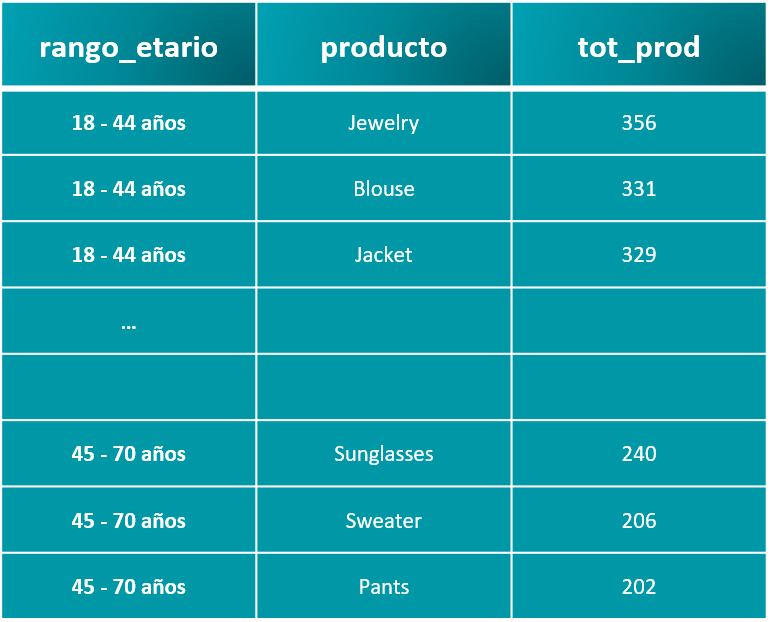 rango_etario producto tot_prod
18 - 44 años Jewelry 356
18 - 44 años Blouse 331
18 - 44 años Jacket 329
...
45 - 70 años Sunglasses 240
45 - 70 años Sweater 206
45 - 70 años Pants 202